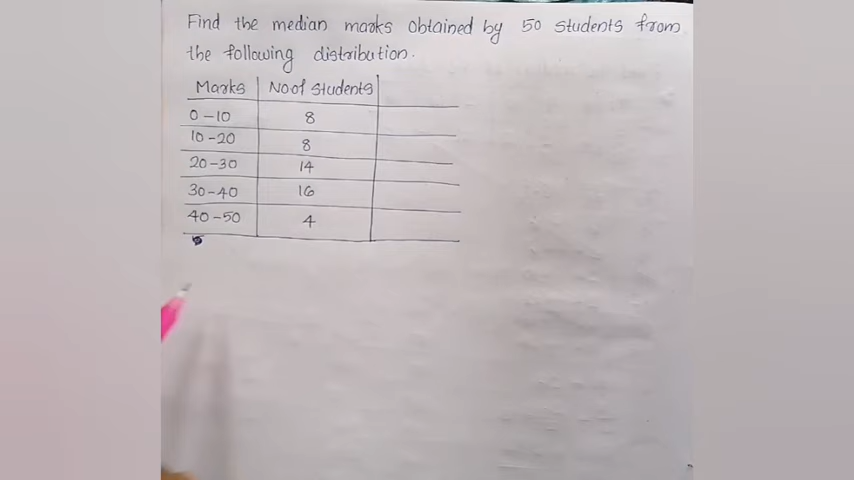 Find the median marks obtained by 50 students from
the following distribution.
Marks No of students
0-10 8
10-20 8
20-30 14
30-40 16
40-50 4